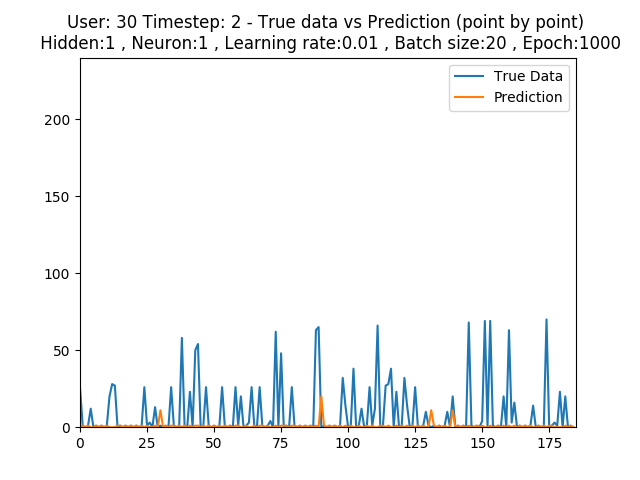 User: 30 Timestep: 2 - True data vs Prediction (point by point)
Hidden:1 , Neuron:1 , Learning rate:0.01 , Batch size:20 , Epoch:1000
True Data
Prediction
200
150
100
50
0
0 25 50 75 100 125 150 175